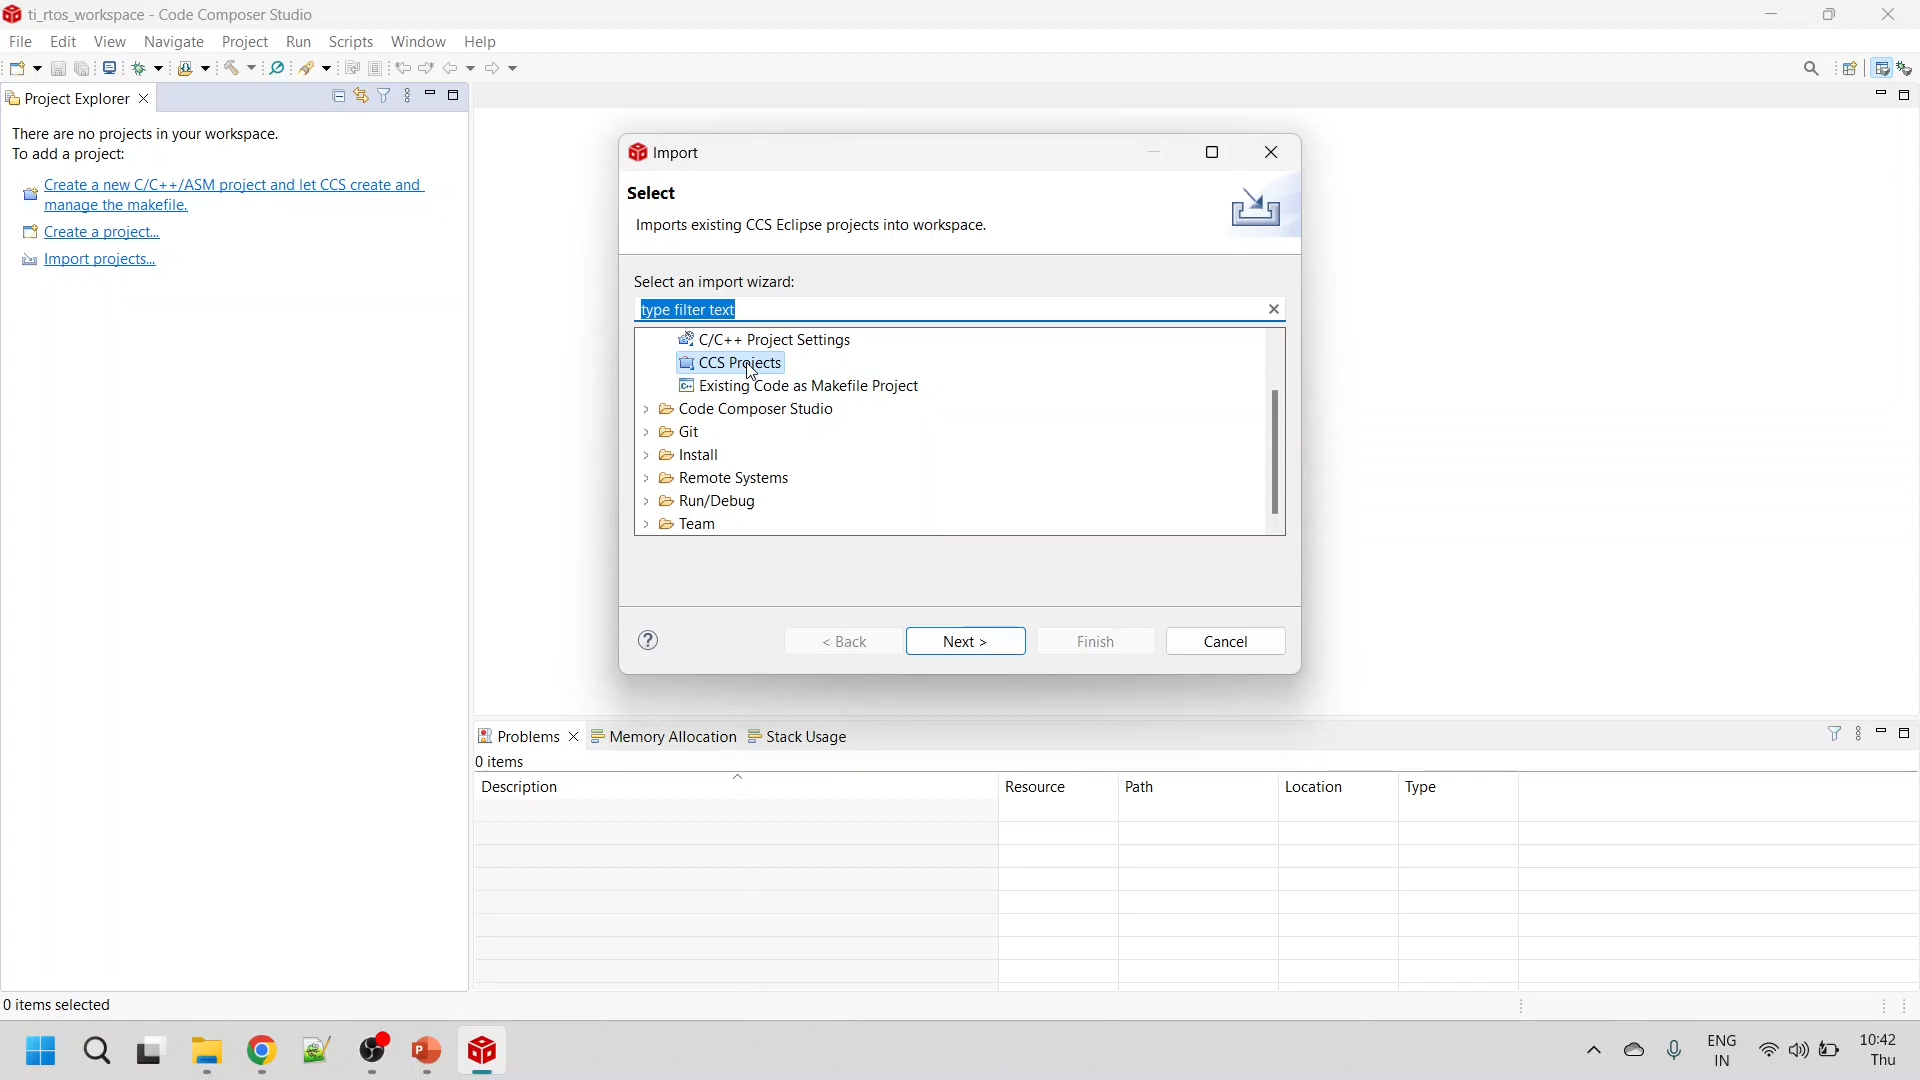 ti_rtos_workspace - Code Composer Studio
File Edit View Navigate Project Run Scripts Window Help
Project Explorer
There are no projects in your workspace.
To add a project:
Create a new C/C++/ASM project and let CCS create and
manage the makefile.
Create a project...
Import projects...
Import
Select
Imports existing CCS Eclipse projects into workspace.
Select an import wizard:
type filter text
C/C++ Project Settings
CCS Projects
Existing Code as Makefile Project
Code Composer Studio
Git
Install
Remote Systems
Run/Debug
Team
< Back Next > Finish Cancel
Problems Memory Allocation Stack Usage
0 items
Description Resource Path Location Type
0 items selected
ENG
IN
10:42
Thu